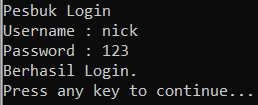 Pesbuk Login
Username : nick
Password : 123
Berhasil Login.
Press any key to continue...